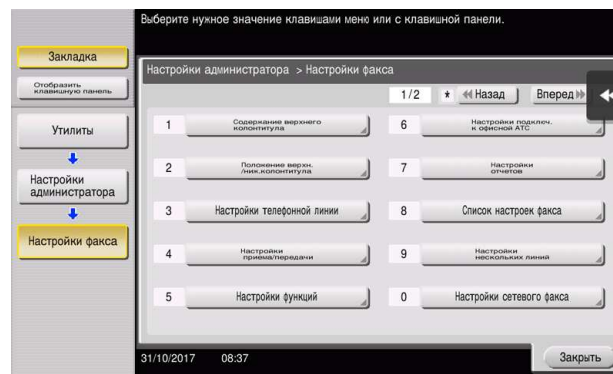 Выберите нужное значение клавишами меню или с клавишной панели.
Закладка
Отобразить
клавишную панель
Настройки администратора > Настройки факса
1/2 * Назад Вперед
Утилиты
Настройки
администратора
Настройки факса
1 Содержание верхнего
колонтитула
6 Настройки подключ.
к офисной АТС
2 Положение верхн.
/ниж.колонтитула
7 Настройки
отчетов
3 Настройки телефонной линии
8 Список настроек факса
4 Настройки
приема/передачи
9 Настройки
нескольких линий
5 Настройки функций
0 Настройки сетевого факса
31/10/2017 08:37
Закрыть